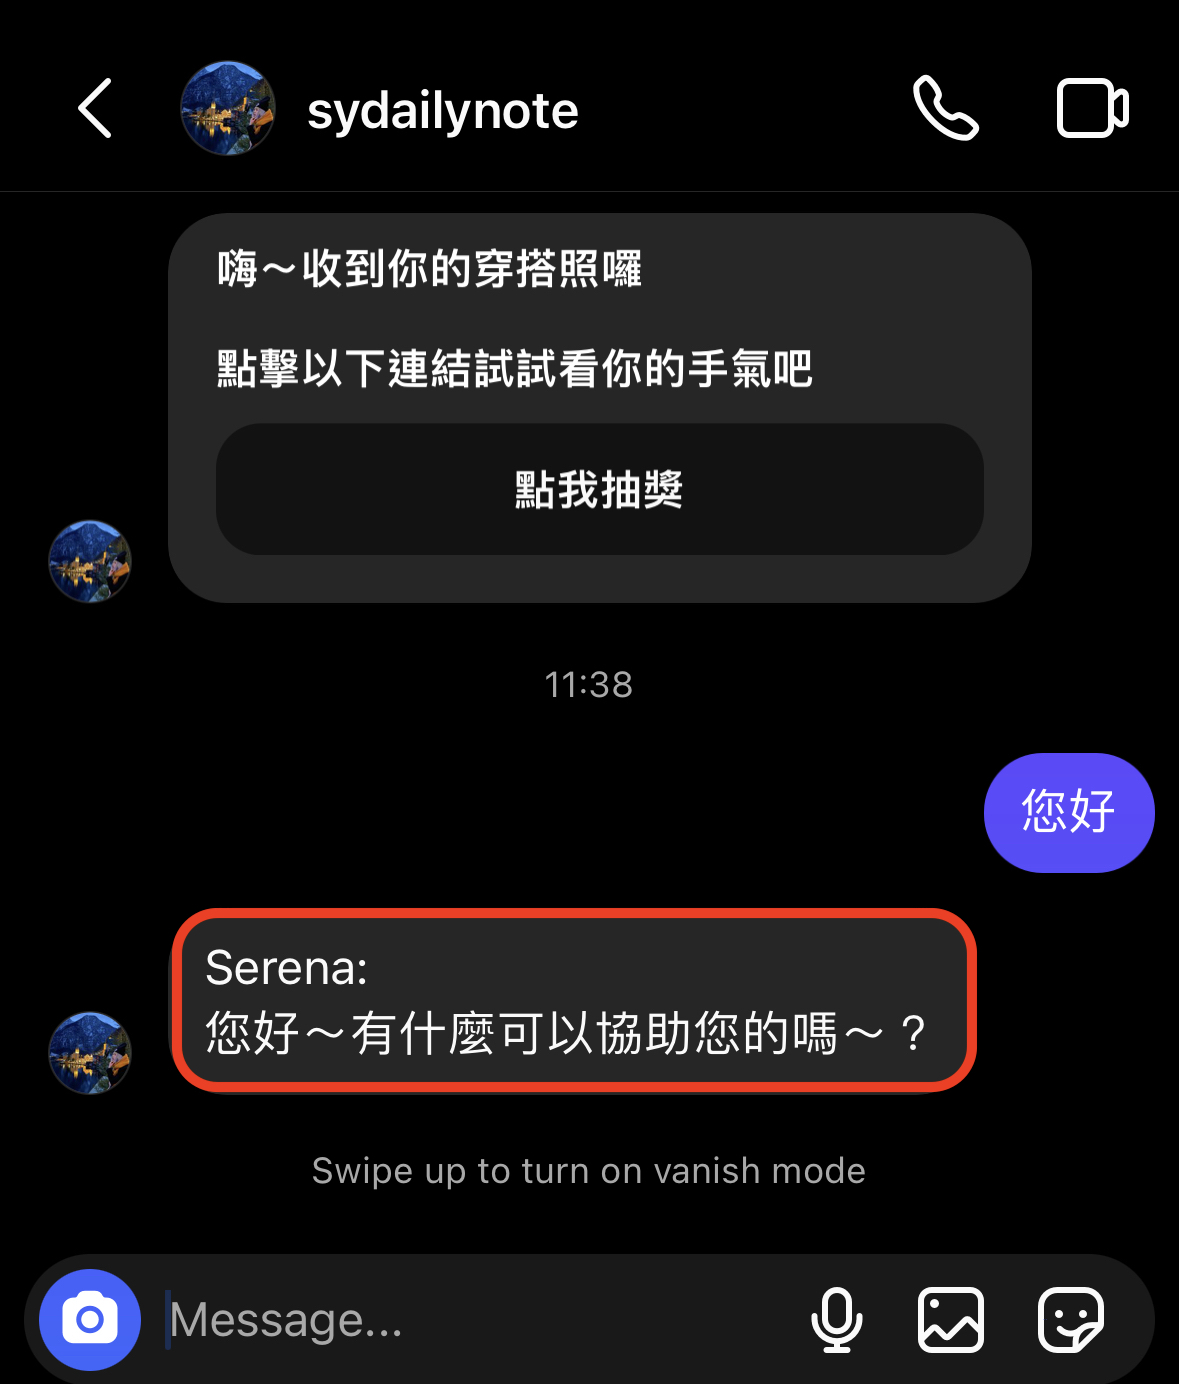 sydailynote
嗨～收到你的穿搭照囉
點擊以下連結試試看你的手氣吧
點我抽獎
11:38
您好
Serena:
您好～有什麼可以協助您的嗎～？
Swipe up to turn on vanish mode
Message...